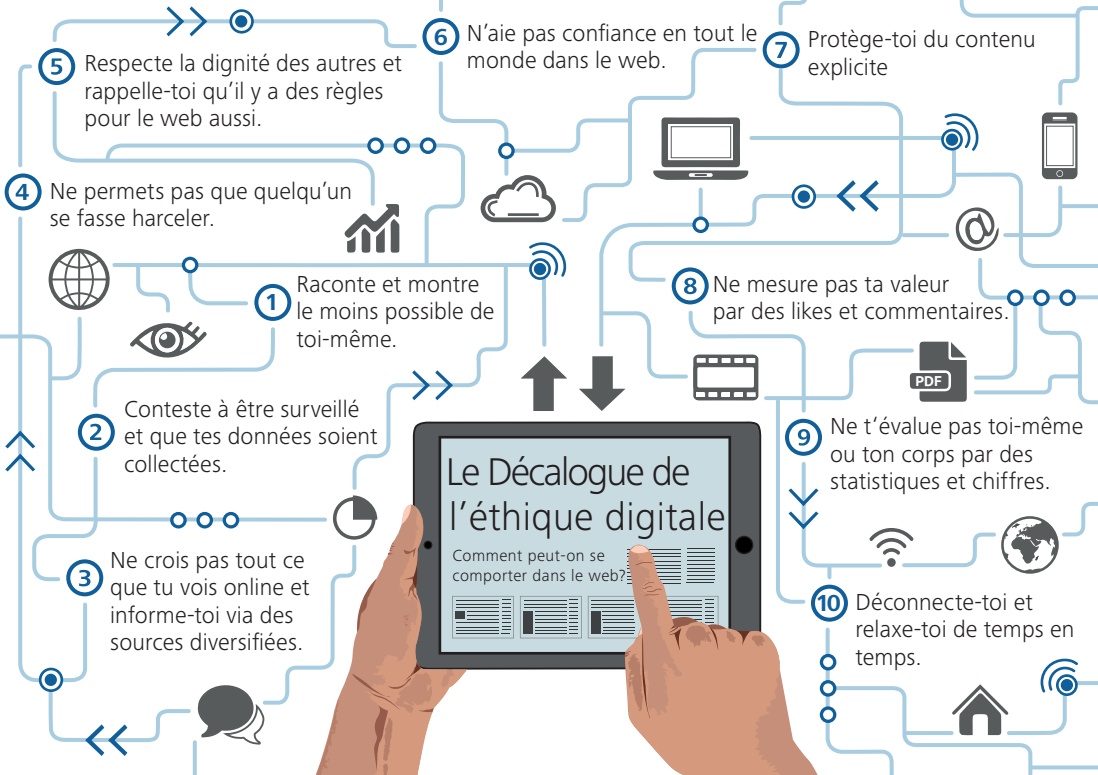 Le Décalogue de
l'éthique digitale
Comment peut-on se
comporter dans le web?
1
Raconte et montre
le moins possible de
toi-même.
2
Conteste à être surveillé
et que tes données soient
collectées.
3
Ne crois pas tout ce
que tu vois online et
informe-toi via des
sources diversifiées.
4
Ne permets pas que quelqu'un
se fasse harceler.
5
Respecte la dignité des autres et
rappelle-toi qu'il y a des règles
pour le web aussi.
6
N'aie pas confiance en tout le
monde dans le web.
7
Protège-toi du contenu
explicite
8
Ne mesure pas ta valeur
par des likes et commentaires.
9
Ne t'évalue pas toi-même
ou ton corps par des
statistiques et chiffres.
10
Déconnecte-toi et
relaxe-toi de temps en
temps.
@
PDF